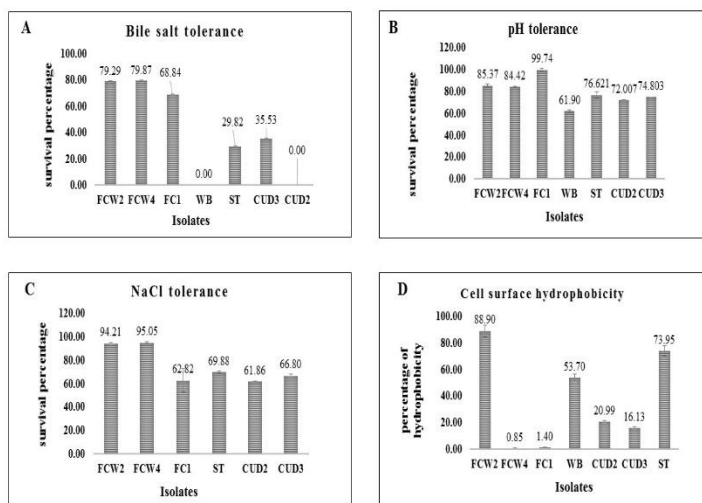 A
Bile salt tolerance
survival percentage
100.00
80.00
60.00
40.00
20.00
0.00
79.29
79.87
68.84
0.00
29.82
35.53
0.00
FCW2 FCW4 FC1 WB ST CUD3 CUD2
Isolates
B
pH tolerance
survival percentage
120.00
100.00
80.00
60.00
40.00
20.00
0.00
85.37
84.42
99.74
61.90
76.621
72.007
74.803
FCW2 FCW4 FC1 WB ST CUD2 CUD3
Isolates
C
NaCl tolerance
survival percentage
120.00
100.00
80.00
60.00
40.00
20.00
0.00
94.21
95.05
62.82
69.88
61.86
66.80
FCW2 FCW4 FC1 ST CUD2 CUD3
Isolates
D
Cell surface hydrophobicity
percentage of
hydrophobicity
100.00
80.00
60.00
40.00
20.00
0.00
88.90
0.85
1.40
53.70
20.99
16.13
73.95
FCW2 FCW4 FC1 WB CUD2 CUD3 ST
Isolates